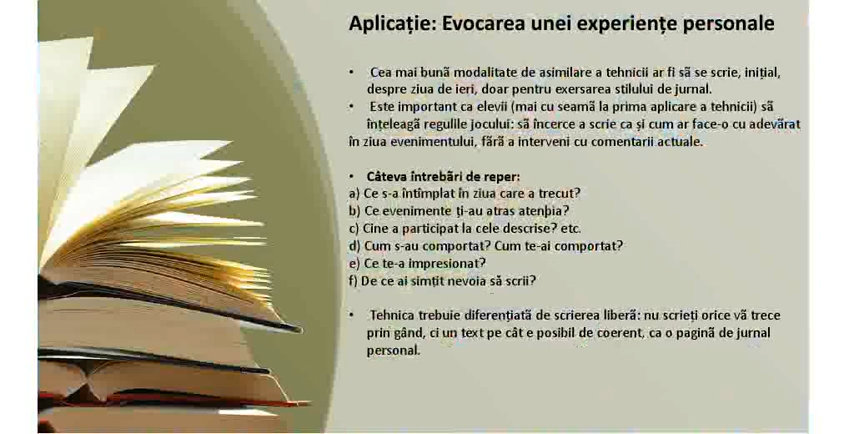 Aplicație: Evocarea unei experiențe personale
• Cea mai bună modalitate de asimilare a tehnicii ar fi să se scrie, inițial,
despre ziua de ieri, doar pentru exersarea stilului de jurnal.
• Este important ca elevii (mai cu seamă la prima aplicare a tehnicii) să
înțeleagă regulile jocului: să încerce a scrie ca și cum ar face-o cu adevărat
în ziua evenimentului, fără a interveni cu comentarii actuale.
• Câteva întrebări de reper:
a) Ce s-a întîmplat în ziua care a trecut?
b) Ce evenimente ți-au atras atenþia?
c) Cine a participat la cele descrise? etc.
d) Cum s-au comportat? Cum te-ai comportat?
e) Ce te-a impresionat?
f) De ce ai simțit nevoia să scrii?
• Tehnica trebuie diferențiată de scrierea liberă: nu scrieți orice vă trece
prin gând, ci un text pe cât e posibil de coerent, ca o pagină de jurnal
personal.